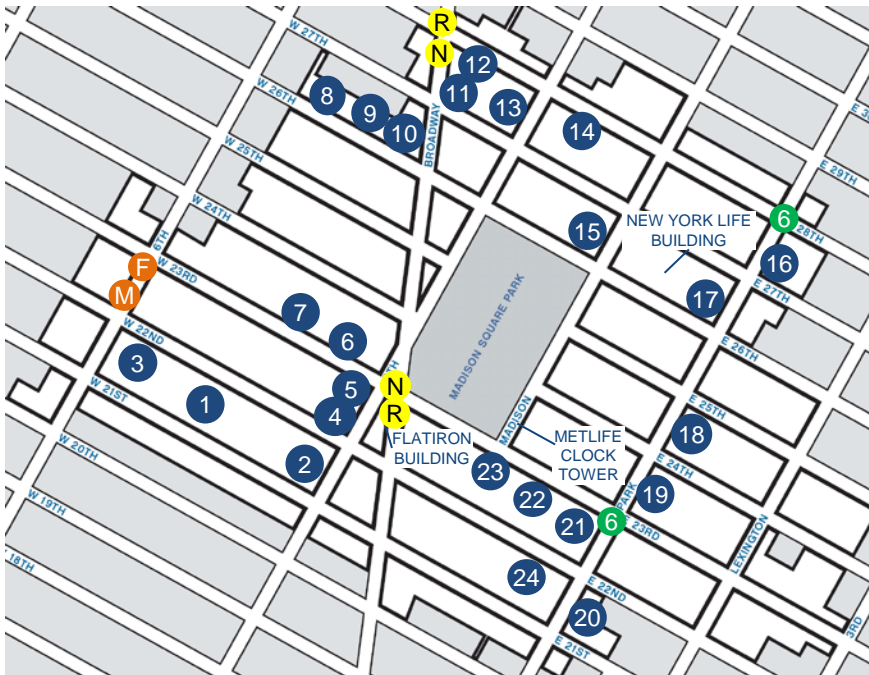 R
N
W 27TH
12
8
11
W 26TH
9
13
10
14
BROADWAY
W 25TH
E 29TH
W 24TH
6
28TH
NEW YORK LIFE
BUILDING
15
6TH
F
W 23RD
16
M
E 27TH
17
7
MADISON SQUARE PARK
W 22ND
6
E 26TH
3
5
N
W 21ST
1
4
R
E 25TH
MADISON
18
FLATIRON
BUILDING
METLIFE
CLOCK
TOWER
W 20TH
2
23
E 24TH
22
19
PARK
W 19TH
21
6
E 23RD
LEXINGTON
18TH
24
E 22ND
20
3RD
E 21ST